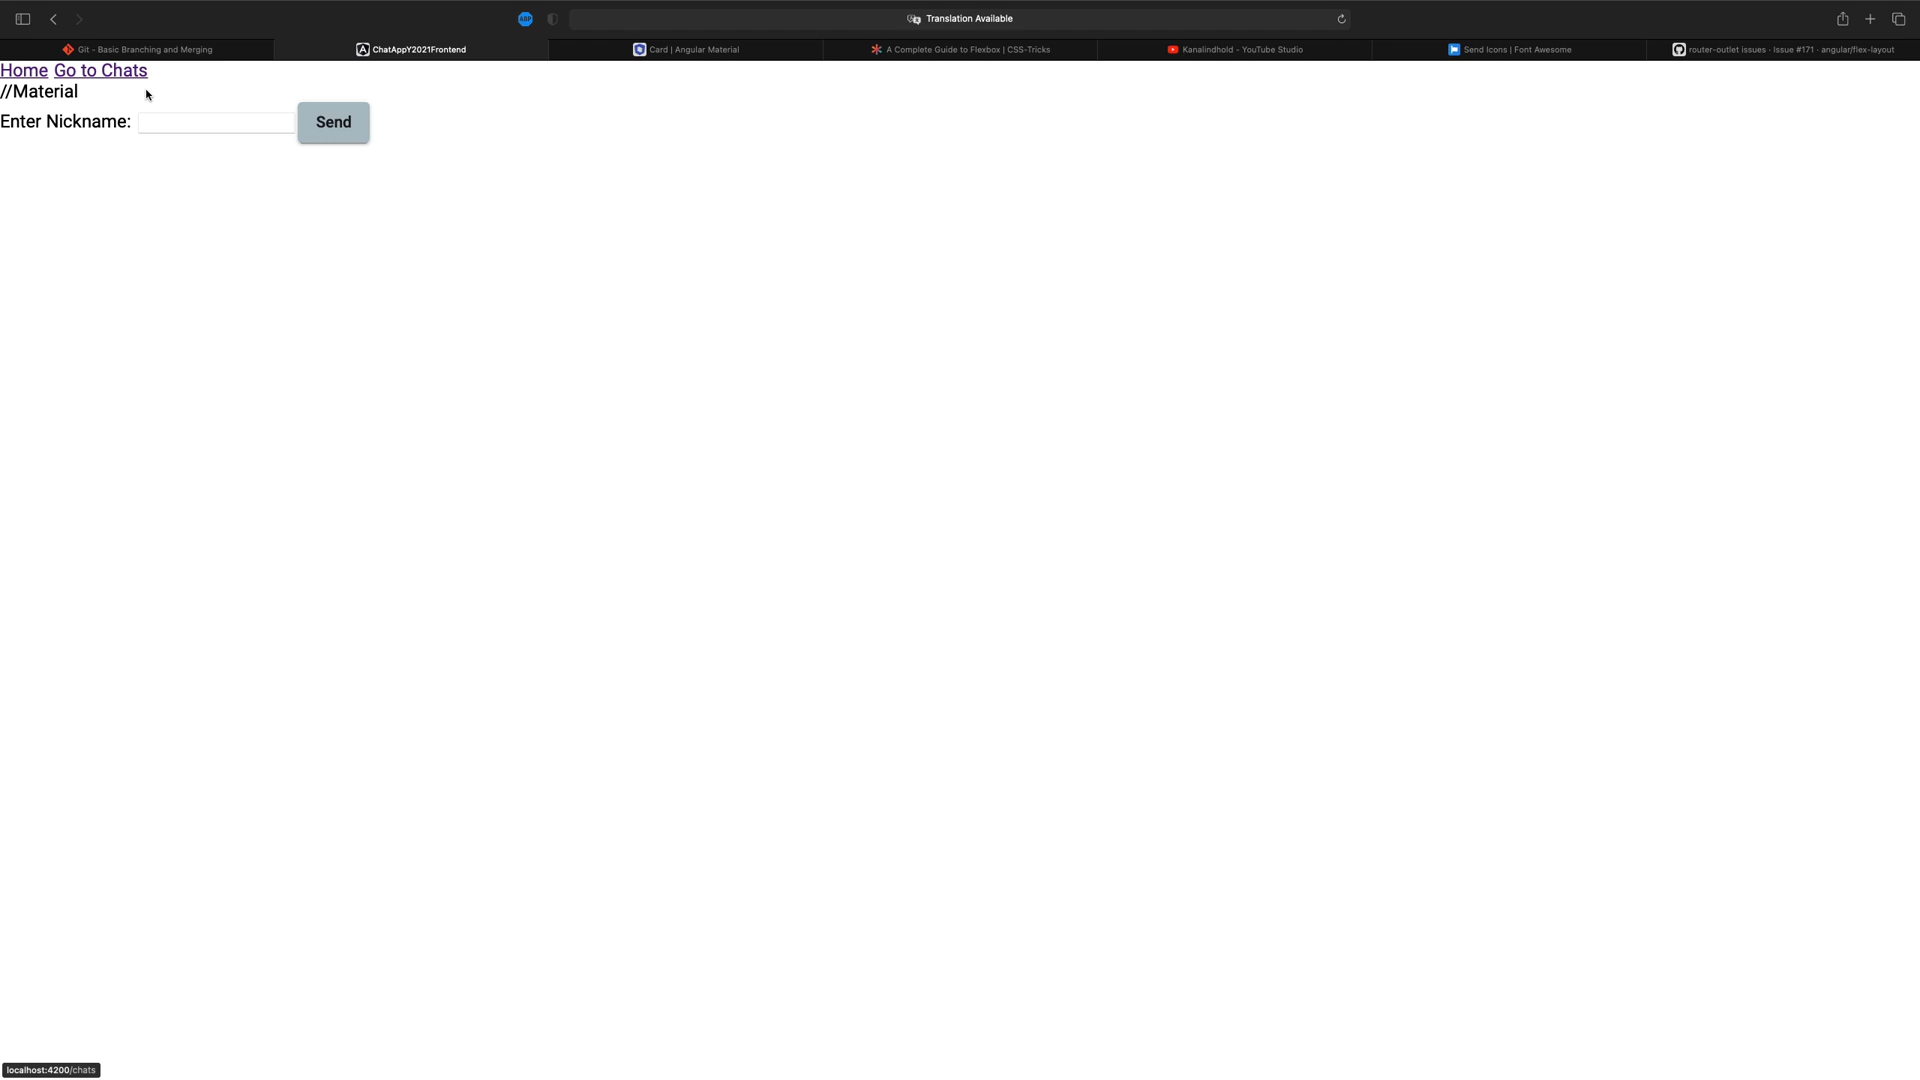 ABP
Translation Available
Git - Basic Branching and Merging
ChatAppY2021Frontend
Card | Angular Material
A Complete Guide to Flexbox | CSS-Tricks
Kanalindhold - YouTube Studio
Send Icons | Font Awesome
router-outlet issues · Issue #171 · angular/flex-layout
Home Go to Chats
//Material
Enter Nickname: Send
localhost:4200/chats